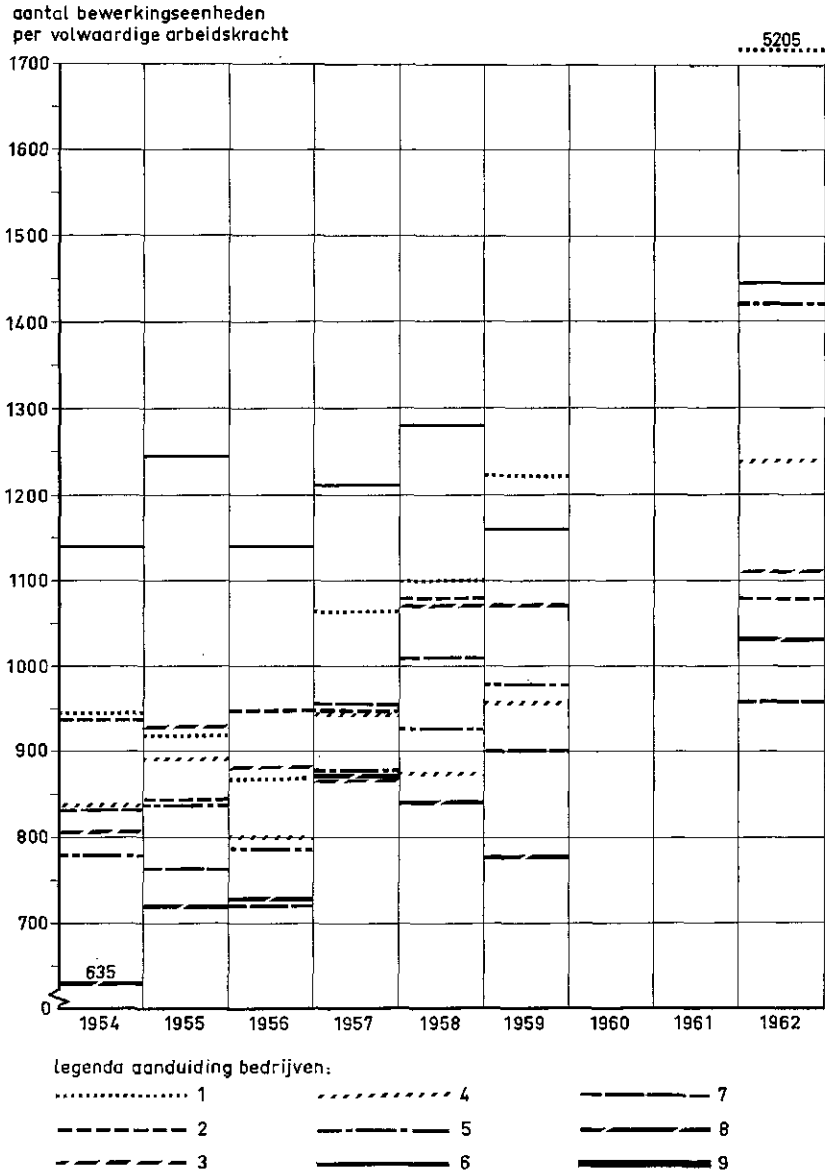 aantal bewerkingseenheden
per volwaardige arbeidskracht
5205
1700
1600
1500
1400
1300
1200
1100
1000
900
800
700
635
0
1954 1955 1956 1957 1958 1959 1960 1961 1962
legenda aanduiding bedrijven:
1 4 7
2 5 8
3 6 9